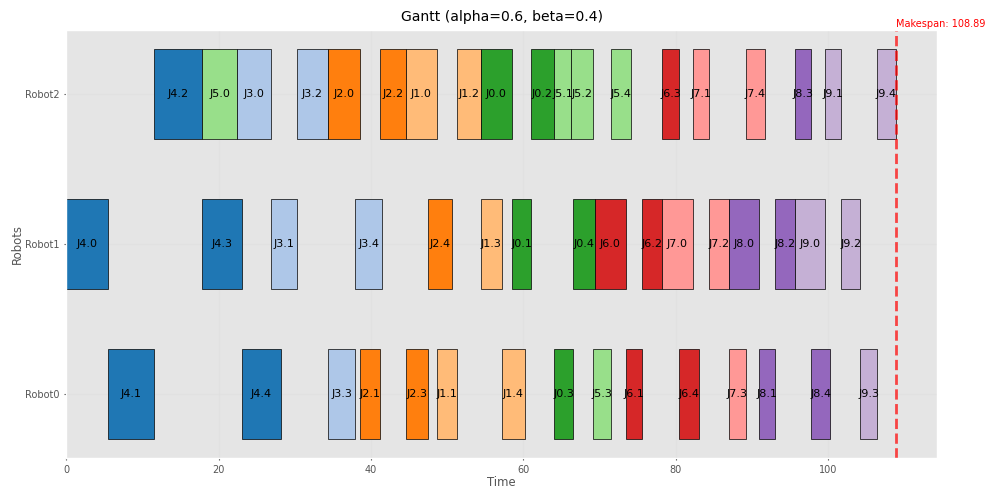 Gantt (alpha=0.6, beta=0.4)
Makespan: 108.89
Robot2
J4.2 J5.0 J3.0 J3.2 J2.0 J2.2 J1.0 J1.2 J0.0 J0.2 J5.1 J5.2 J5.4 J6.3 J7.1 J7.4 J8.3 J9.1 J9.4
Robot1
J4.0 J4.3 J3.1 J3.4 J2.4 J1.3 J0.1 J0.4 J6.0 J6.2 J7.0 J7.2 J8.0 J8.2 J9.0 J9.2
Robot0
J4.1 J4.4 J3.3 J2.1 J2.3 J1.1 J1.4 J0.3 J5.3 J6.1 J6.4 J7.3 J8.1 J8.4 J9.3
Robots
0 20 40 60 80 100
Time